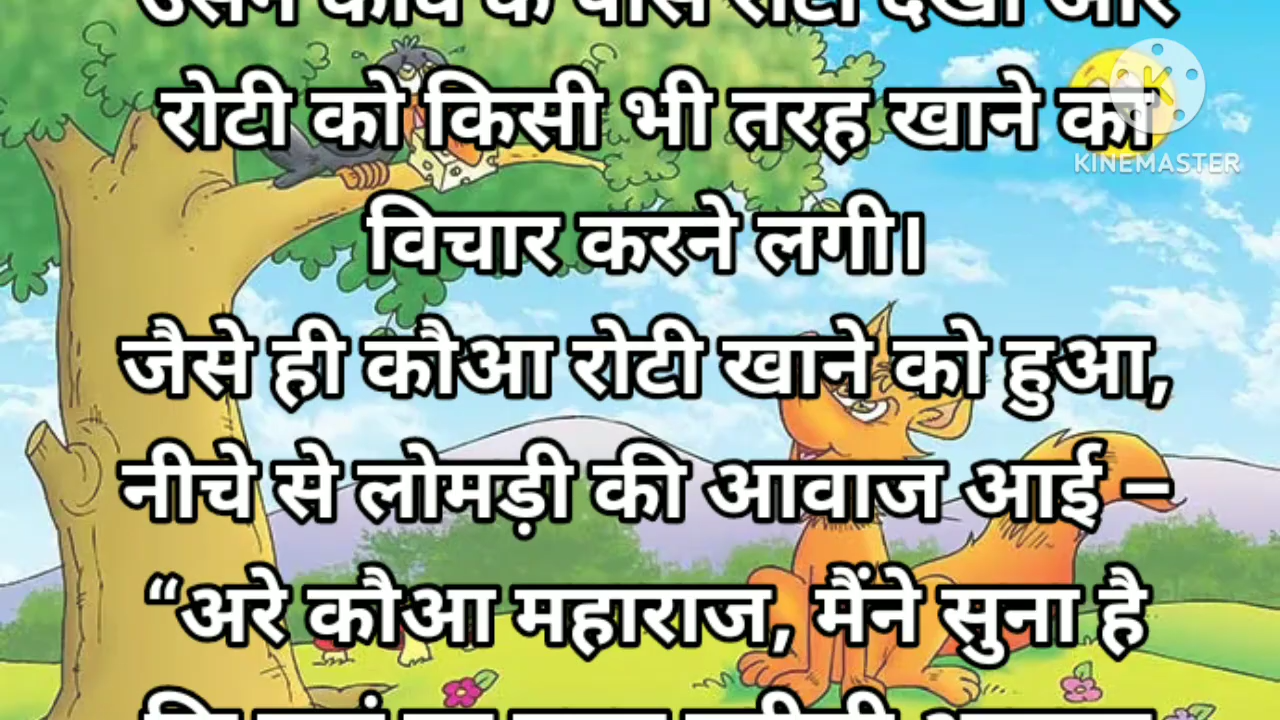 रोटी को किसी भी तरह खाने का
KINEMASTER
विचार करने लगी।
जैसे ही कौआ रोटी खाने को हुआ,
नीचे से लोमड़ी की आवाज आई –
“अरे कौआ महाराज, मैंने सुना है